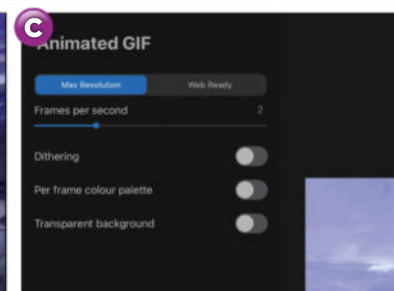 C
Animated GIF
Max Resolution Web Ready
Frames per second 2
Dithering
Per frame colour palette
Transparent background